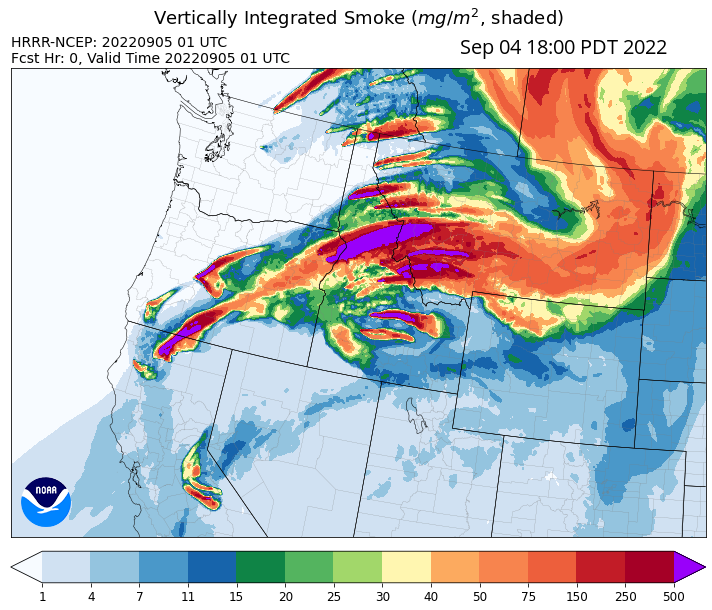 Vertically Integrated Smoke (mg/m², shaded)
HRRR-NCEP: 20220905 01 UTC
Fcst Hr: 0, Valid Time 20220905 01 UTC
Sep 04 18:00 PDT 2022
NOAA
1 4 7 11 15 20 25 30 40 50 75 150 250 500